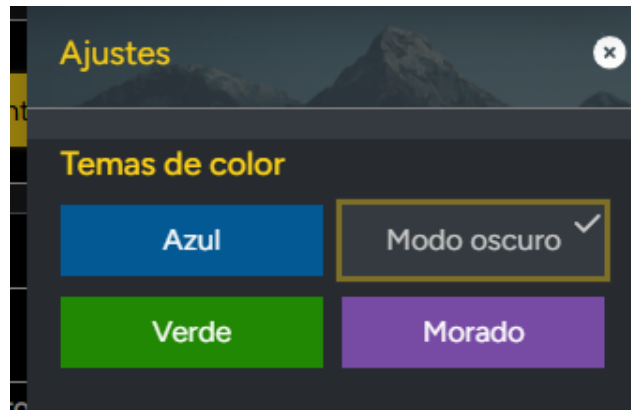 Ajustes
Temas de color
Azul
Modo oscuro
Verde
Morado